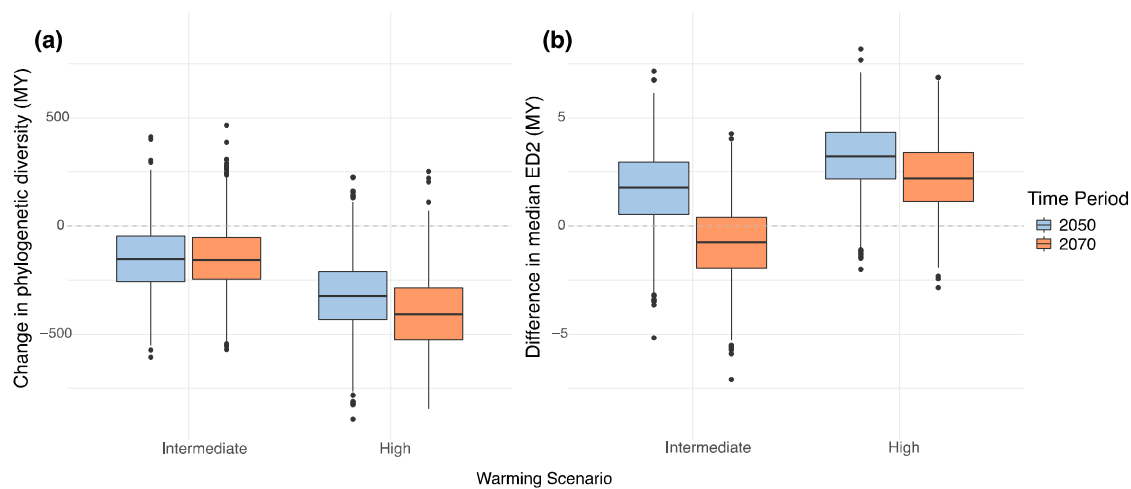 (a)
Change in phylogenetic diversity (MY)
500
0
−500
Intermediate
High
(b)
Difference in median ED2 (MY)
5
0
−5
Intermediate
High
Warming Scenario
Time Period
2050
2070